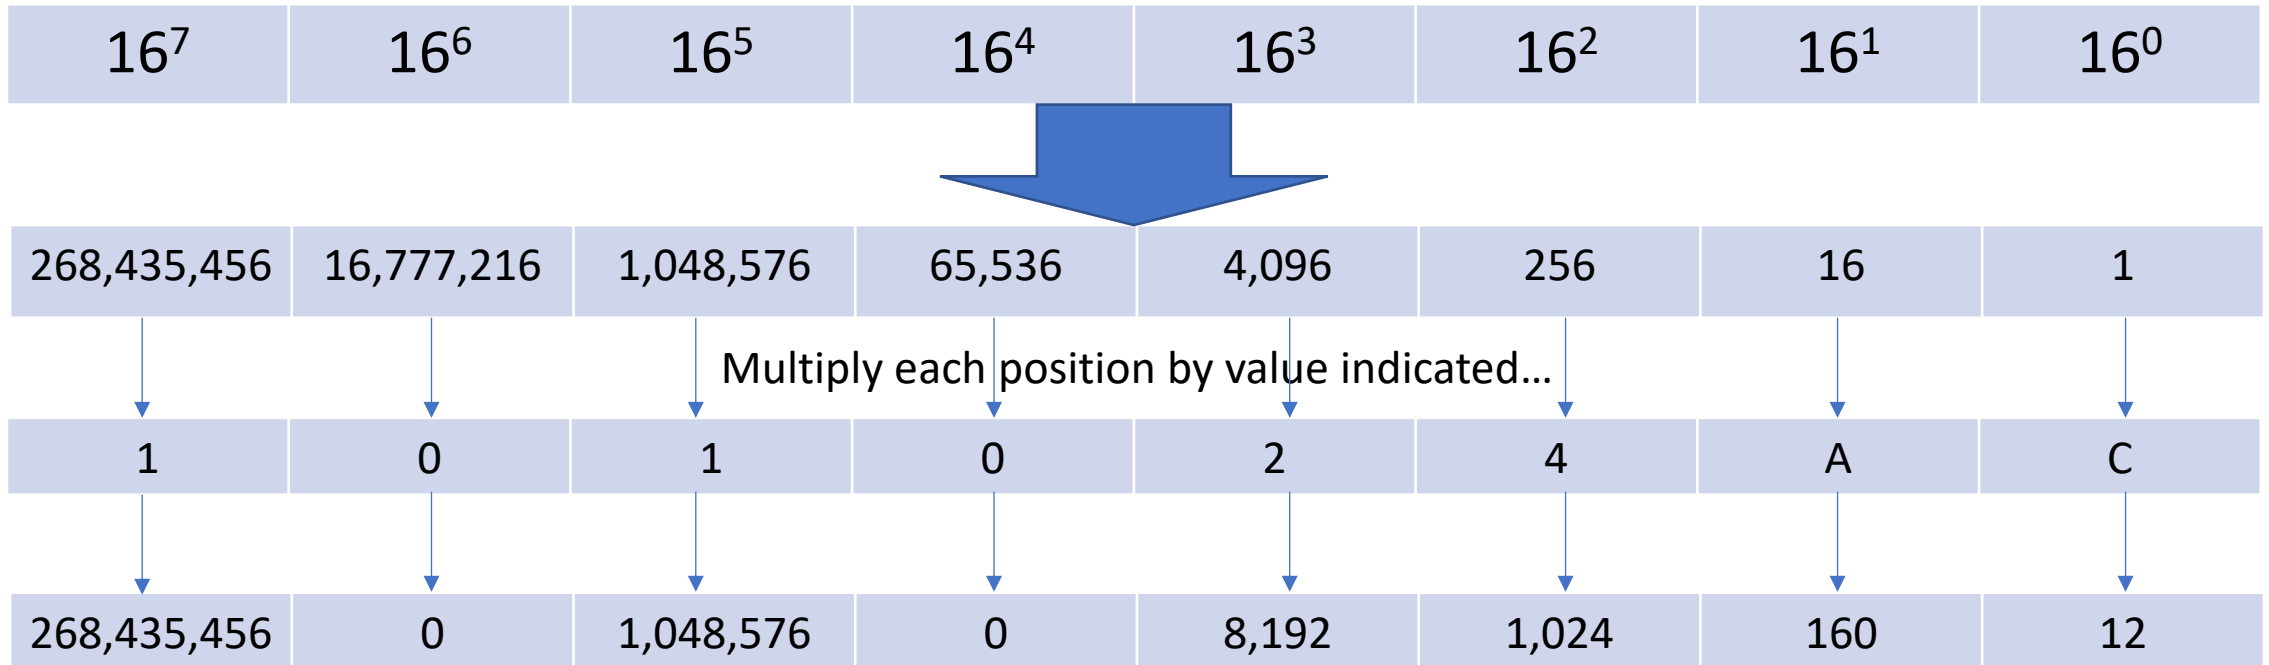 16⁷ 16⁶ 16⁵ 16⁴ 16³ 16² 16¹ 16⁰
268,435,456 16,777,216 1,048,576 65,536 4,096 256 16 1
Multiply each position by value indicated…
1 0 1 0 2 4 A C
268,435,456 0 1,048,576 0 8,192 1,024 160 12